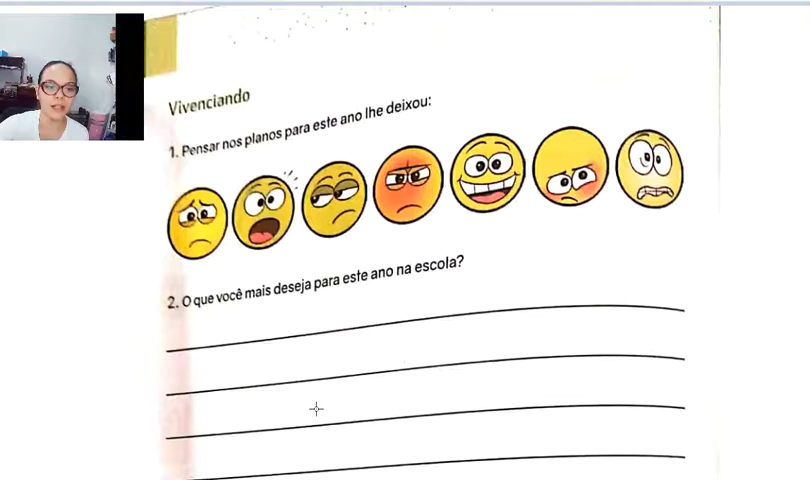 Vivenciando
1. Pensar nos planos para este ano lhe deixou:
2. O que você mais deseja para este ano na escola?